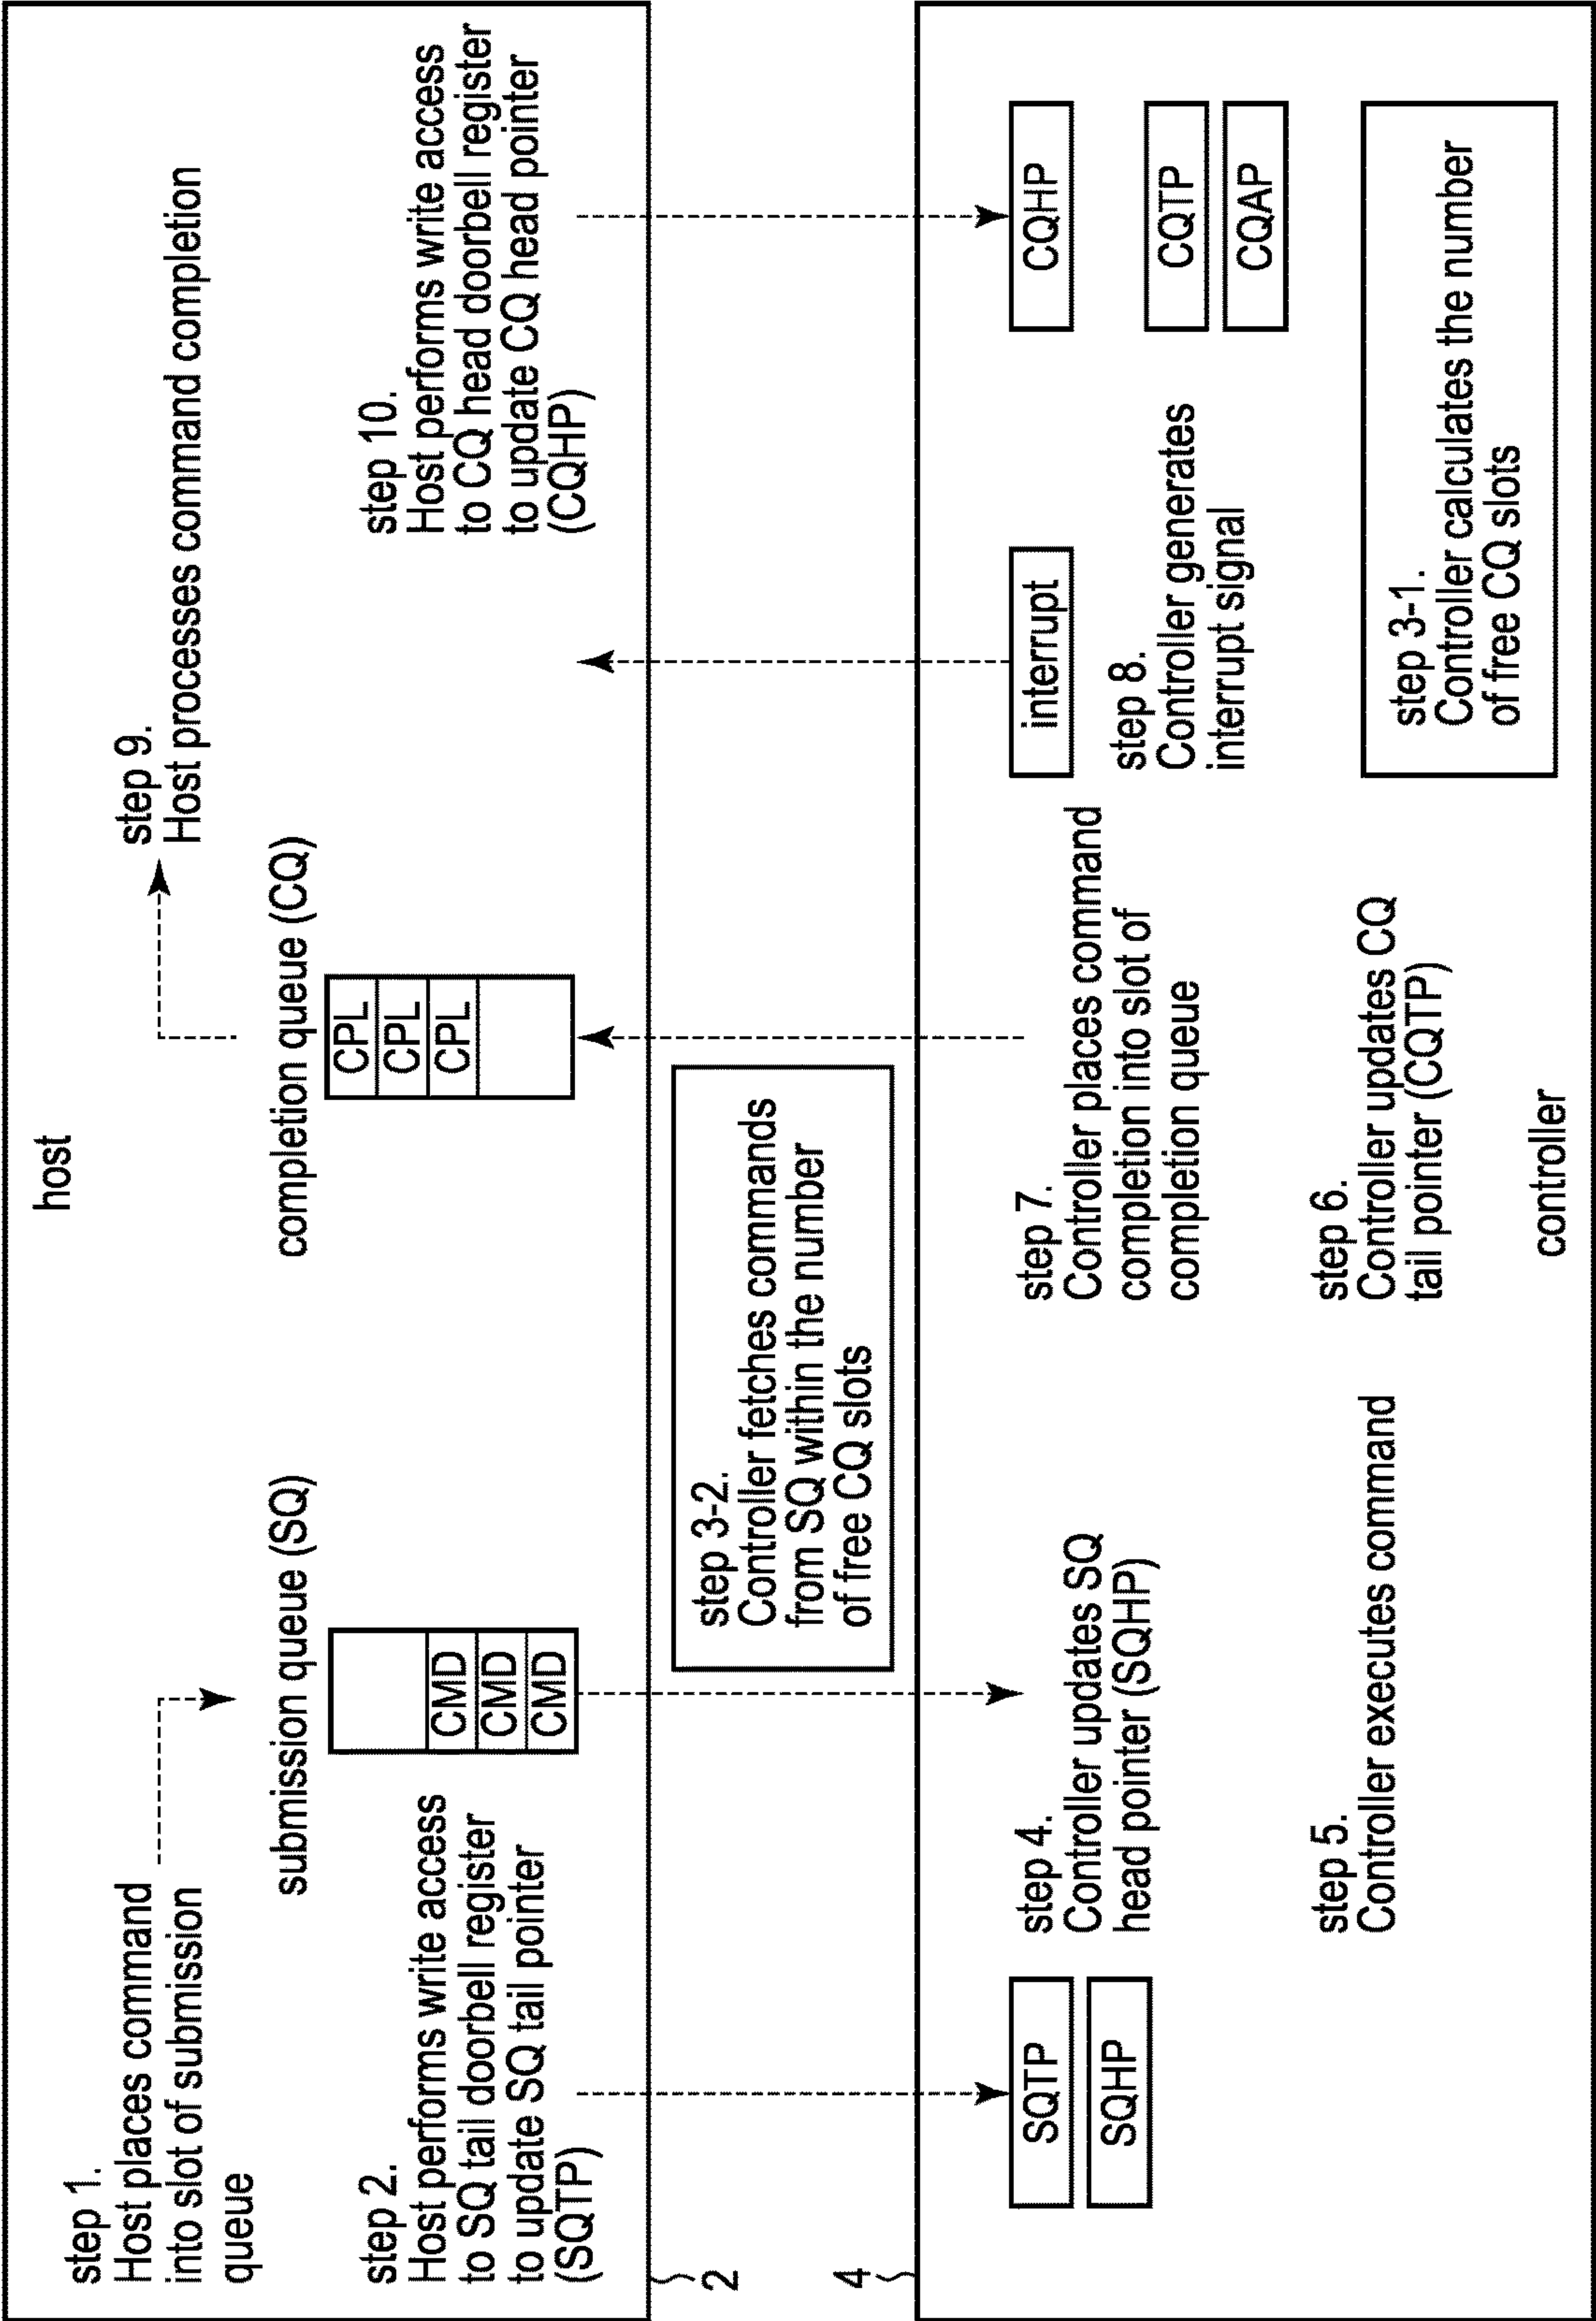 host
step 1.
Host places command
into slot of submission
queue
step 2.
Host performs write access
to SQ tail doorbell register
to update SQ tail pointer
(SQTP)
submission queue (SQ)
CMD
CMD
CMD
completion queue (CQ)
CPL
CPL
CPL
step 9.
Host processes command completion
step 10.
Host performs write access
to CQ head doorbell register
to update CQ head pointer
(CQHP)
2
step 3-2.
Controller fetches commands
from SQ within the number
of free CQ slots
4
SQTP
SQHP
step 4.
Controller updates SQ
head pointer (SQHP)
step 5.
Controller executes command
step 7.
Controller places command
completion into slot of
completion queue
step 6.
Controller updates CQ
tail pointer (CQTP)
interrupt
step 8.
Controller generates
interrupt signal
CQHP
CQTP
CQAP
step 3-1.
Controller calculates the number
of free CQ slots
controller